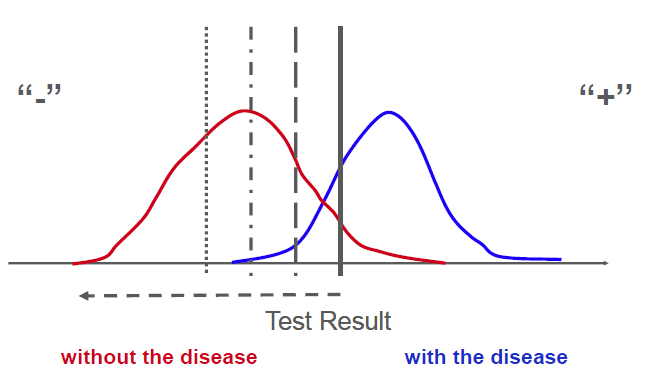 “-”
“+”
Test Result
without the disease
with the disease